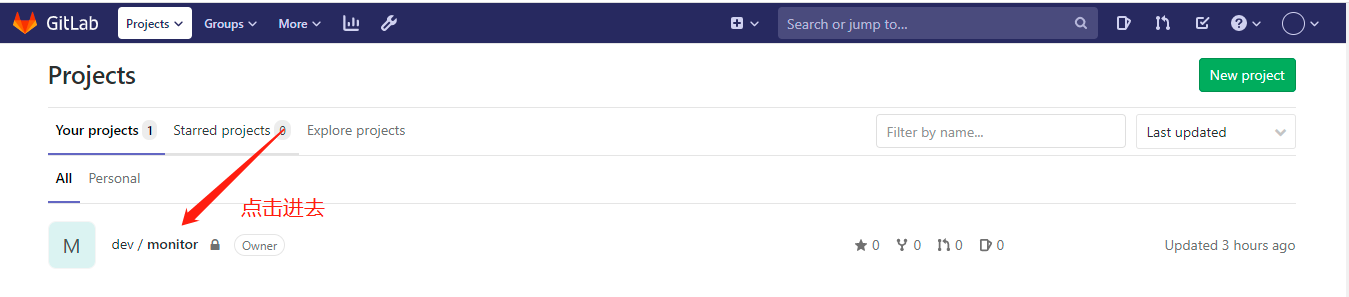 GitLab Projects Groups More Search or jump to...
Projects New project
Your projects 1 Starred projects 0 Explore projects Filter by name... Last updated
All Personal
点击进去
M dev / monitor Owner 0 0 0 0 Updated 3 hours ago